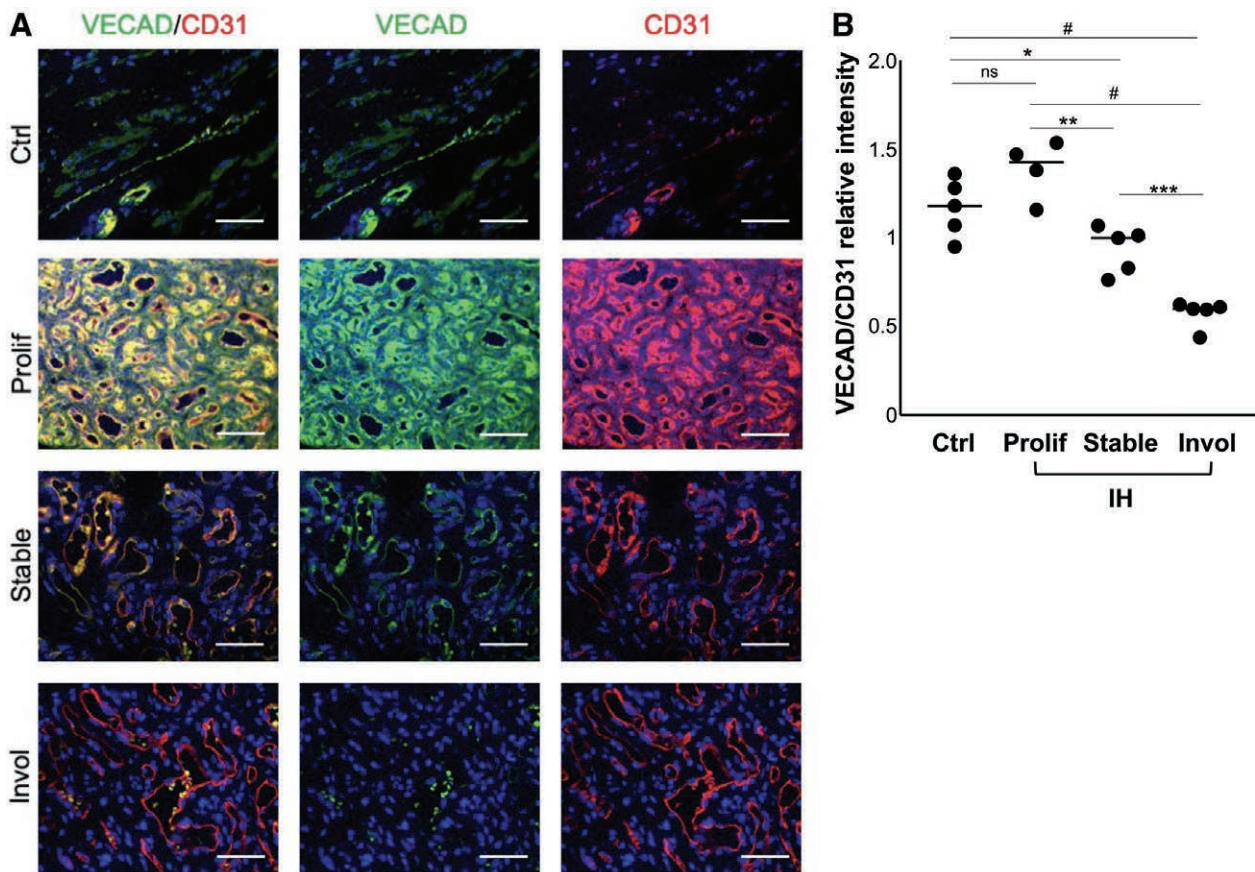 A
VECAD/CD31
VECAD
CD31
Ctrl
Prolif
Stable
Invol
B
VECAD/CD31 relative intensity
2.0
1.5
1
0.5
0
#
*
ns
#
**
***
Ctrl
Prolif
Stable
Invol
IH